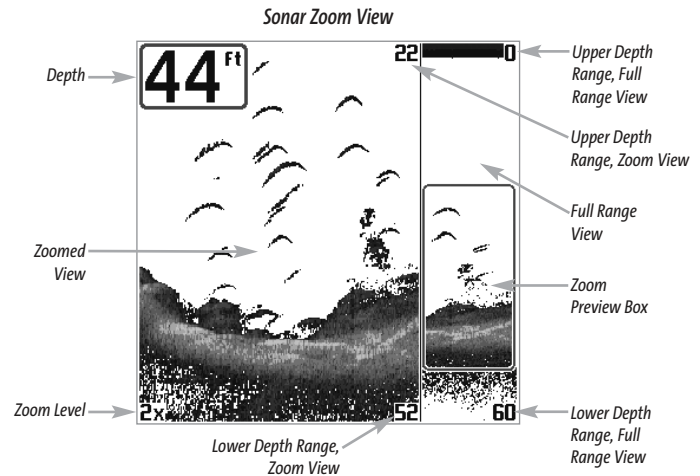 Sonar Zoom View
Depth
44 Ft
22
0
Upper Depth
Range, Full
Range View
Upper Depth
Range, Zoom View
Full Range
View
Zoomed
View
Zoom
Preview Box
Zoom Level
2x
52
60
Lower Depth Range,
Zoom View
Lower Depth
Range, Full
Range View